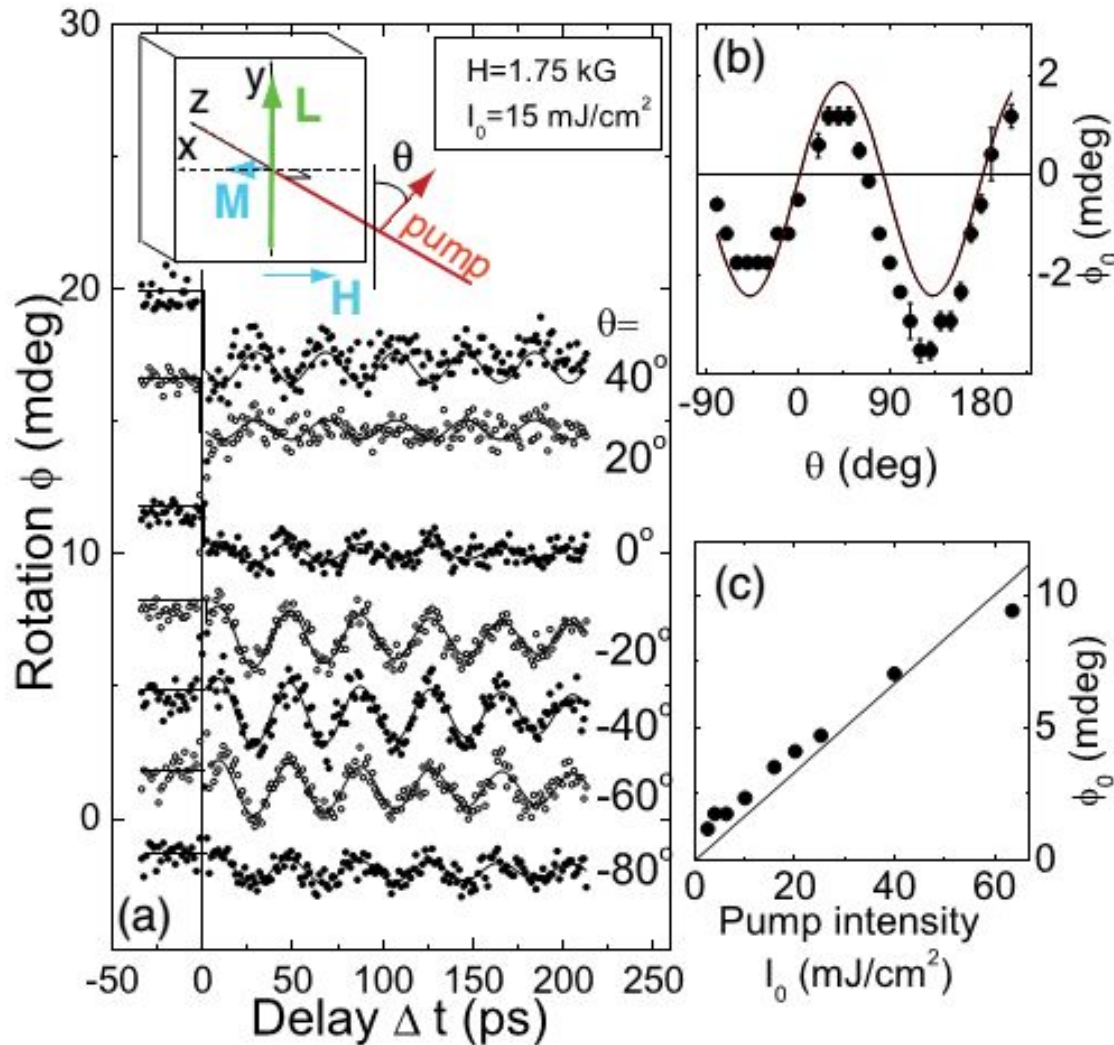 30
20
10
0
Rotation ϕ (mdeg)
y
L
z
x
M
θ
pump
H
H=1.75 kG
I₀=15 mJ/cm²
θ=
40°
20°
0°
-20°
-40°
-60°
-80°
(a)
-50 0 50 100 150 200 250
Delay Δ t (ps)
(b)
2
0
-2
ϕ₀ (mdeg)
-90 0 90 180
θ (deg)
(c)
10
5
0
ϕ₀ (mdeg)
0 20 40 60
Pump intensity
I₀ (mJ/cm²)